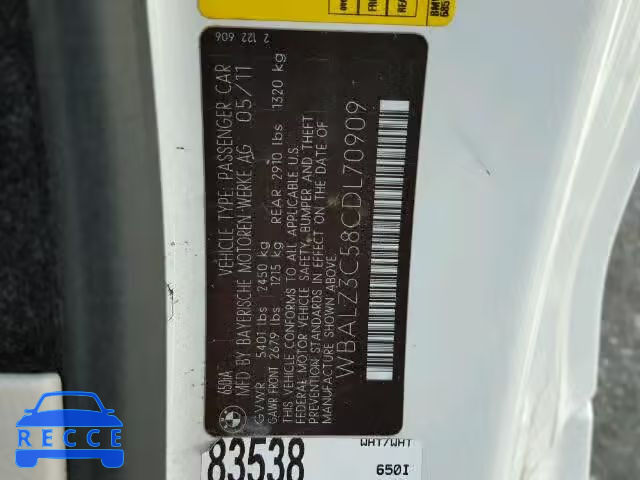 2 122 606
VEHICLE TYPE: PASSENGER CAR
650IA MFD BY BAYERISCHE MOTOREN WERKE AG 05/11
GVWR 5401 lbs 2450 kg
GAWR FRONT 2679 lbs 1215 kg REAR 2910 lbs 1320 kg
THIS VEHICLE CONFORMS TO ALL APPLICABLE U.S.
FEDERAL MOTOR VEHICLE SAFETY, BUMPER AND THEFT
PREVENTION STANDARDS IN EFFECT ON THE DATE OF
MANUFACTURE SHOWN ABOVE.
WBALZ3C58CDL70909
BMW
83538
WHT/WHT
650I
RECCE